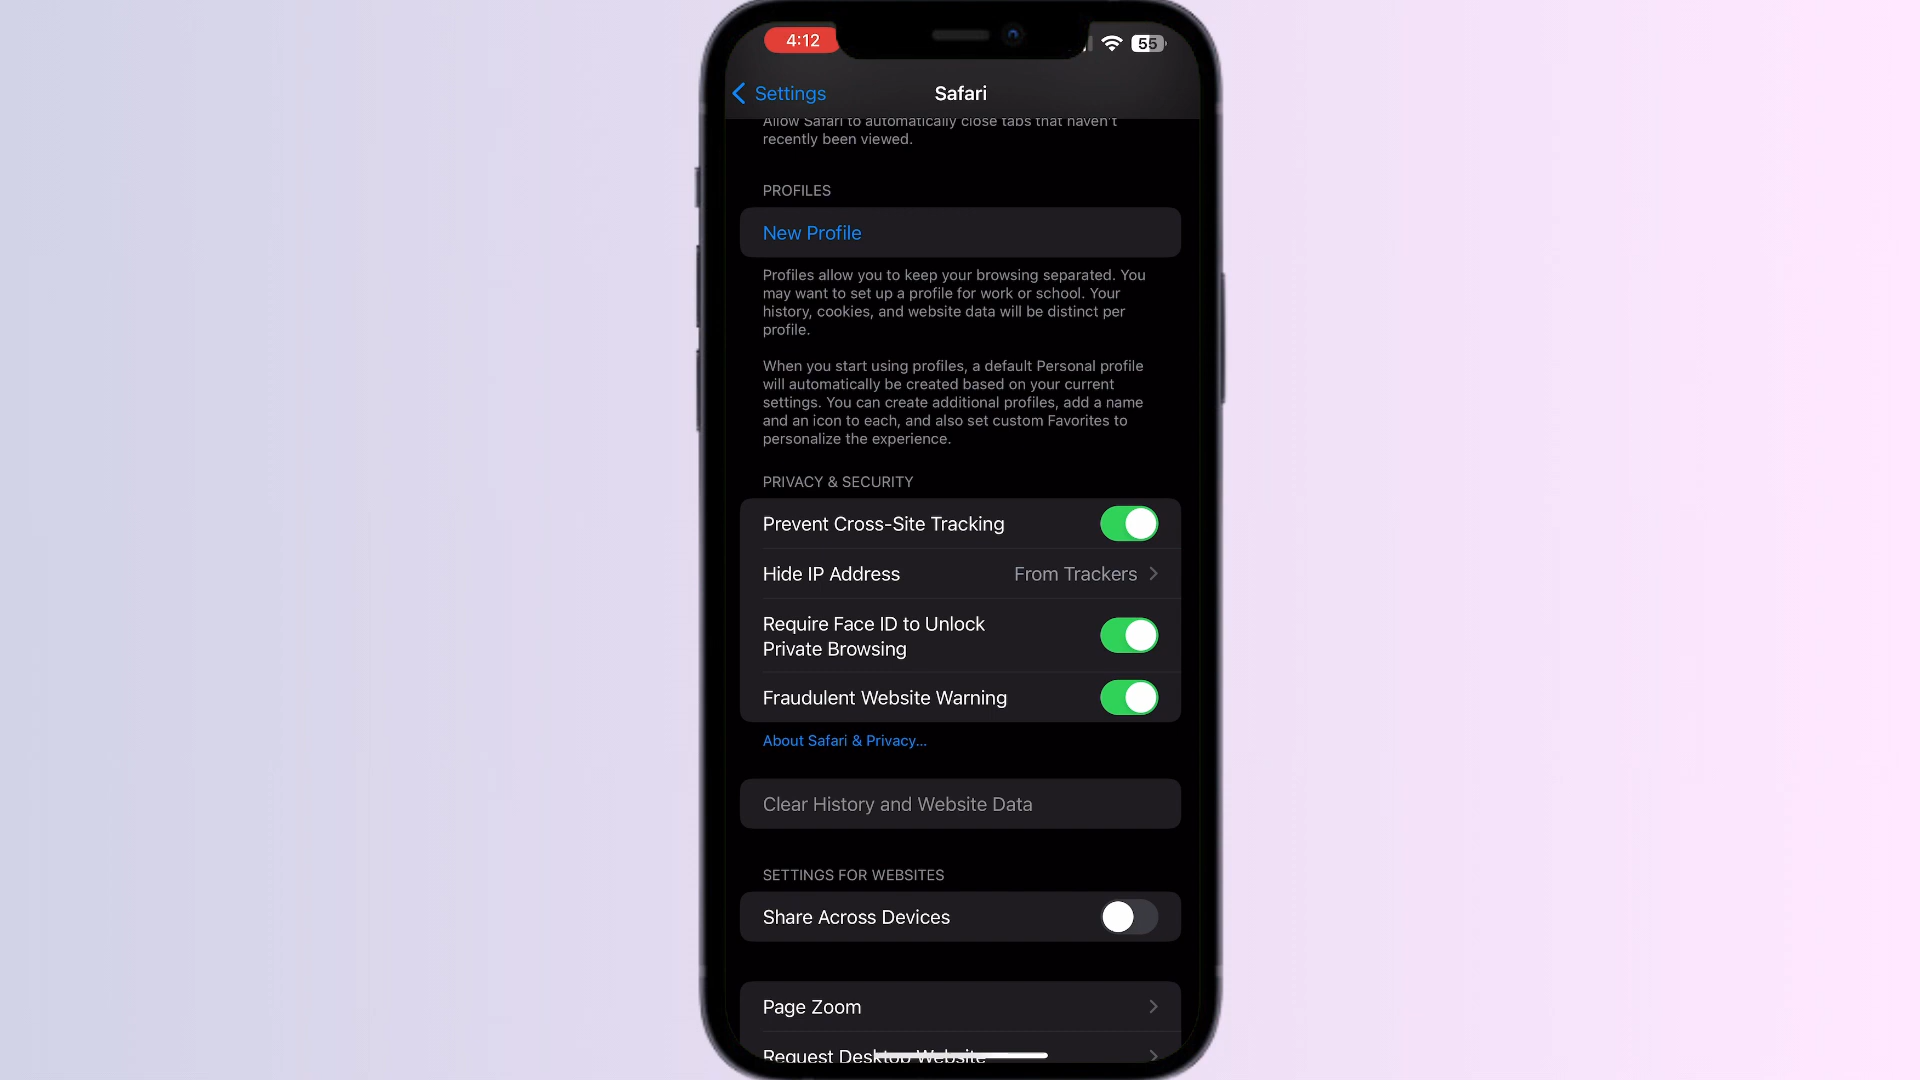 4:12
55
Settings
Safari
Allow Safari to automatically close tabs that haven't
recently been viewed.
PROFILES
New Profile
Profiles allow you to keep your browsing separated. You
may want to set up a profile for work or school. Your
history, cookies, and website data will be distinct per
profile.
When you start using profiles, a default Personal profile
will automatically be created based on your current
settings. You can create additional profiles, add a name
and an icon to each, and also set custom Favorites to
personalize the experience.
PRIVACY & SECURITY
Prevent Cross-Site Tracking
Hide IP Address From Trackers
Require Face ID to Unlock
Private Browsing
Fraudulent Website Warning
About Safari & Privacy...
Clear History and Website Data
SETTINGS FOR WEBSITES
Share Across Devices
Page Zoom
Request Desktop Website